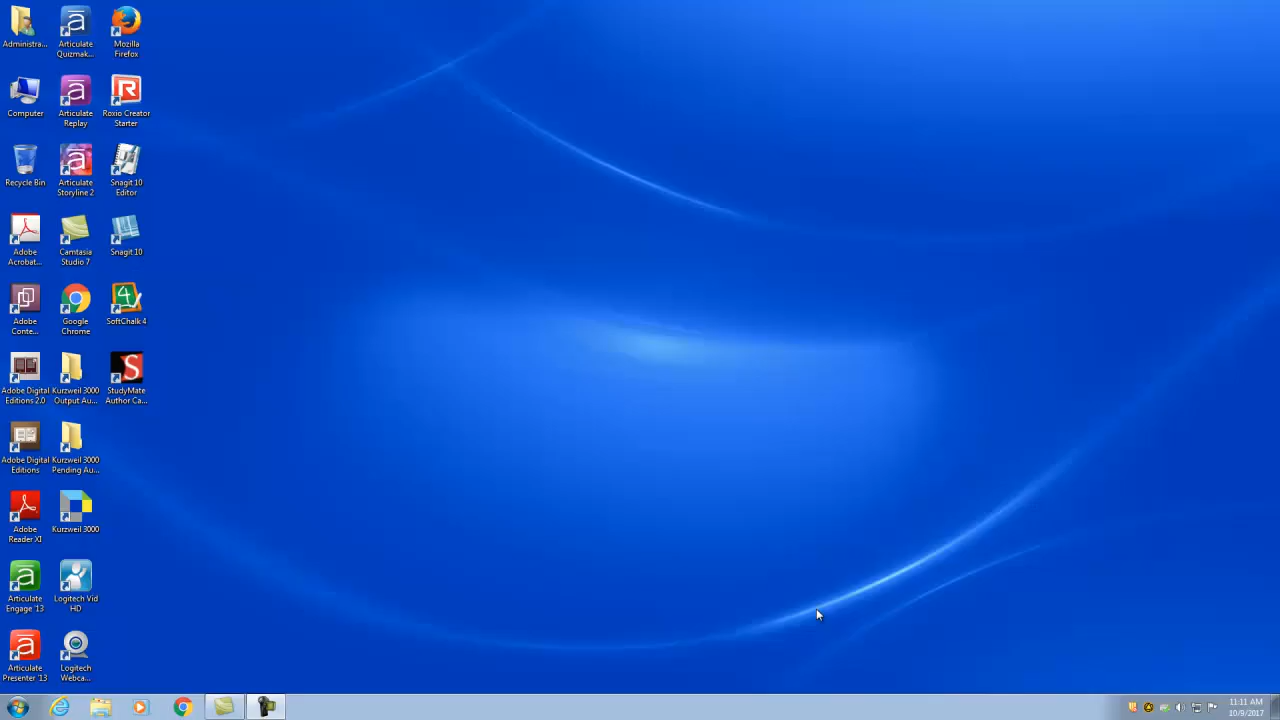 Administra...
Articulate
Quizmak...
Mozilla
Firefox
Computer
Articulate
Replay
Roxio Creator
Starter
Recycle Bin
Articulate
Storyline 2
Snagit 10
Editor
Adobe
Acrobat...
Camtasia
Studio 7
Snagit 10
Adobe
Conte...
Google
Chrome
SoftChalk 4
Adobe Digital
Editions 2.0
Kurzweil 3000
Output Au...
StudyMate
Author Ca...
Adobe Digital
Editions
Kurzweil 3000
Pending Au...
Adobe
Reader XI
Kurzweil 3000
Articulate
Engage '13
Logitech Vid
HD
Articulate
Presenter '13
Logitech
Webca...
11:11 AM
10/9/2017